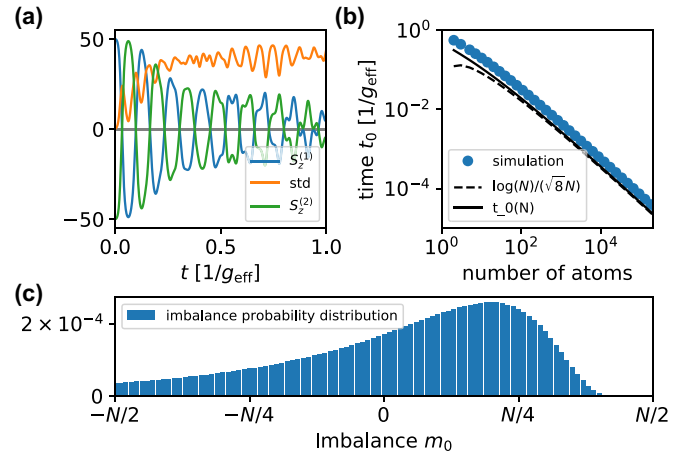 (a)
50
0
−50
S_z^(1)
std
S_z^(2)
0.0
0.5
1.0
t [1/g_eff]
(b)
time t_0 [1/g_eff]
10^0
10^−2
10^−4
simulation
log(N)/(√8N)
t_0(N)
10^0
10^2
10^4
number of atoms
(c)
2 × 10^−4
0
imbalance probability distribution
−N/2
−N/4
0
N/4
N/2
Imbalance m_0